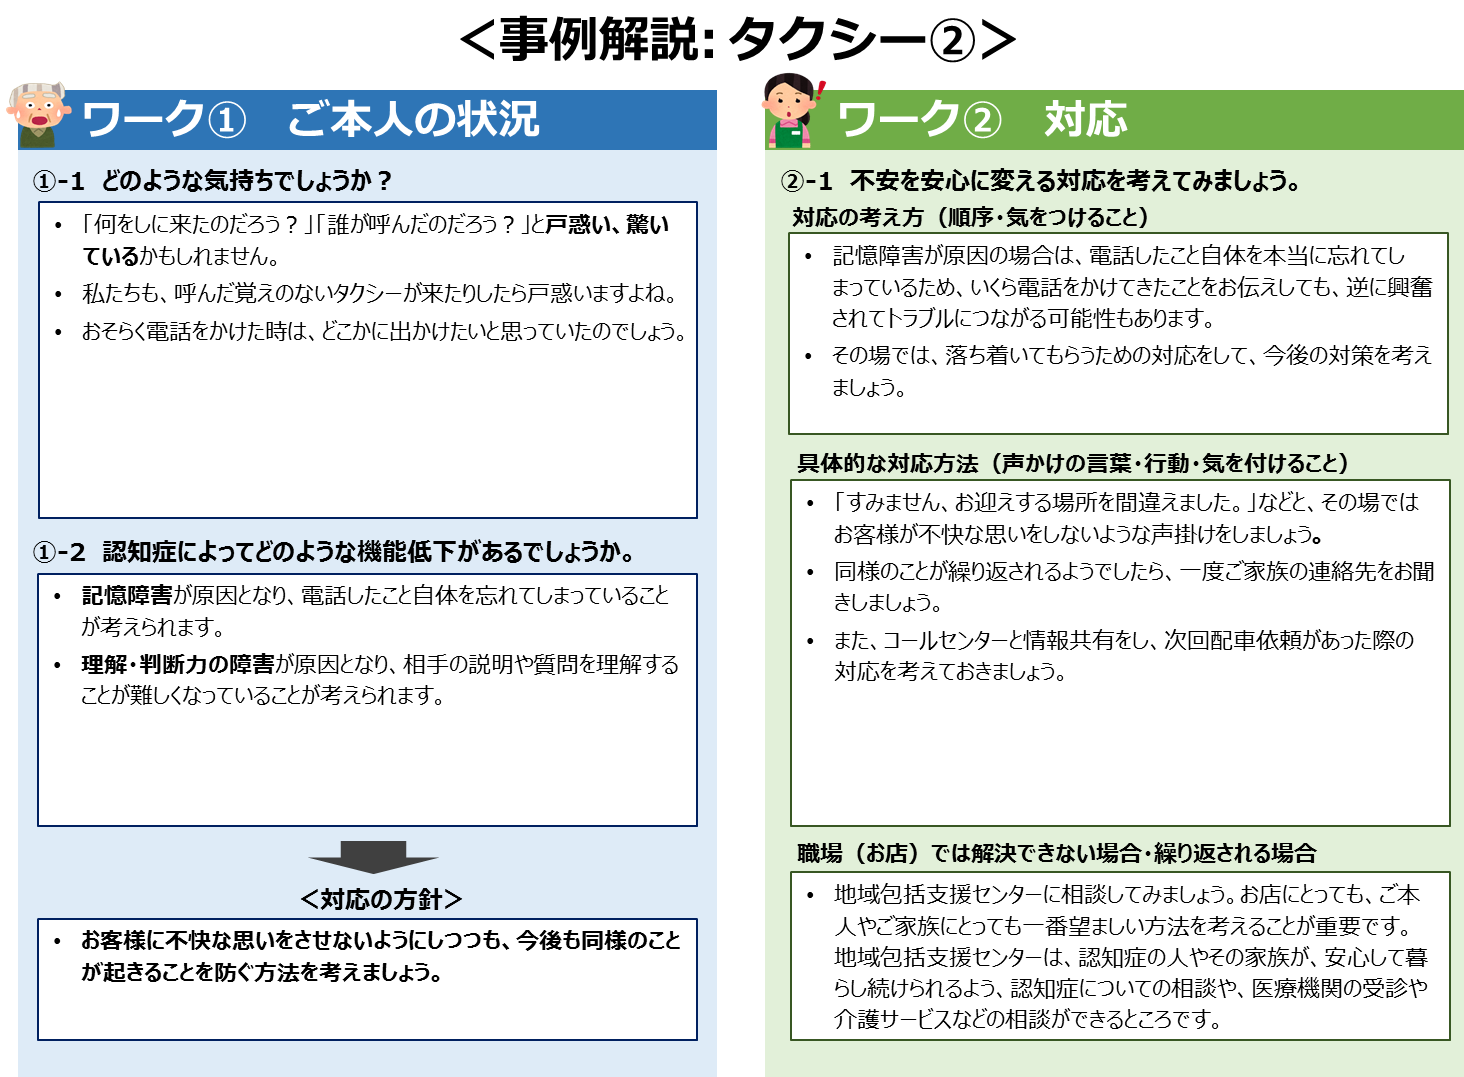 ＜事例解説：タクシー②＞
ワーク①　ご本人の状況
①-1 どのような気持ちでしょうか？
• 「何をしに来たのだろう？」「誰が呼んだのだろう？」と戸惑い、驚い
ているかもしれません。
• 私たちも、呼んだ覚えのないタクシーが来たりしたら戸惑いますよね。
• おそらく電話をかけた時は、どこかに出かけたいと思っていたのでしょう。
①-2 認知症によってどのような機能低下があるでしょうか。
• 記憶障害が原因となり、電話したこと自体を忘れてしまっていること
が考えられます。
• 理解・判断力の障害が原因となり、相手の説明や質問を理解する
ことが難しくなっていることが考えられます。
＜対応の方針＞
• お客様に不快な思いをさせないようにしつつも、今後も同様のこと
が起きることを防ぐ方法を考えましょう。
ワーク②　対応
②-1 不安を安心に変える対応を考えてみましょう。
対応の考え方（順序・気をつけること）
• 記憶障害が原因の場合は、電話したこと自体を本当に忘れてし
まっているため、いくら電話をかけてきたことをお伝えしても、逆に興奮
されてトラブルにつながる可能性もあります。
• その場では、落ち着いてもらうための対応をして、今後の対策を考え
ましょう。
具体的な対応方法（声かけの言葉・行動・気を付けること）
• 「すみません、お迎えする場所を間違えました。」などと、その場では
お客様が不快な思いをしないような声掛けをしましょう。
• 同様のことが繰り返されるようでしたら、一度ご家族の連絡先をお聞
きしましょう。
• また、コールセンターと情報共有をし、次回配車依頼があった際の
対応を考えておきましょう。
職場（お店）では解決できない場合・繰り返される場合
• 地域包括支援センターに相談してみましょう。お店にとっても、ご本
人やご家族にとっても一番望ましい方法を考えることが重要です。
地域包括支援センターは、認知症の人やその家族が、安心して暮
らし続けられるよう、認知症についての相談や、医療機関の受診や
介護サービスなどの相談ができるところです。